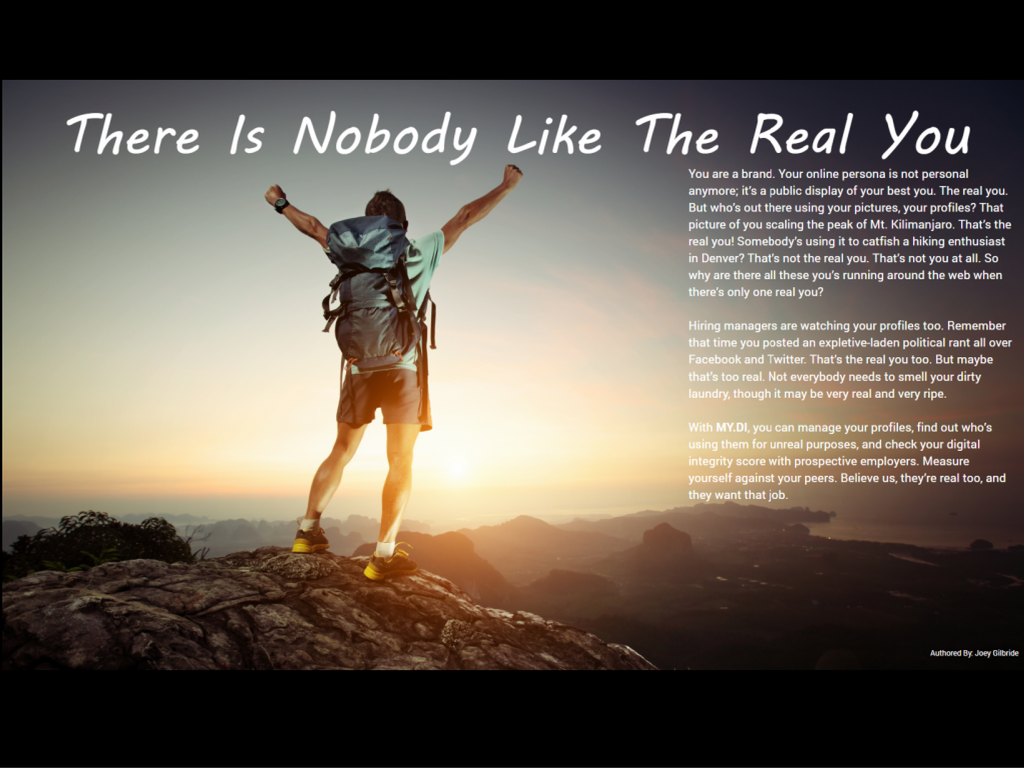 There Is Nobody Like The Real You
You are a brand. Your online persona is not personal
anymore; it's a public display of your best you. The real you.
But who's out there using your pictures, your profiles? That
picture of you scaling the peak of Mt. Kilimanjaro. That's the
real you! Somebody's using it to catfish a hiking enthusiast
in Denver? That's not the real you. That's not you at all. So
why are there all these you's running around the web when
there's only one real you?
Hiring managers are watching your profiles too. Remember
that time you posted an expletive-laden political rant all over
Facebook and Twitter. That's the real you too. But maybe
that's too real. Not everybody needs to smell your dirty
laundry, though it may be very real and very ripe.
With MY.DI, you can manage your profiles, find out who's
using them for unreal purposes, and check your digital
integrity score with prospective employers. Measure
yourself against your peers. Believe us, they're real too, and
they want that job.
Authored By: Joey Gilbride